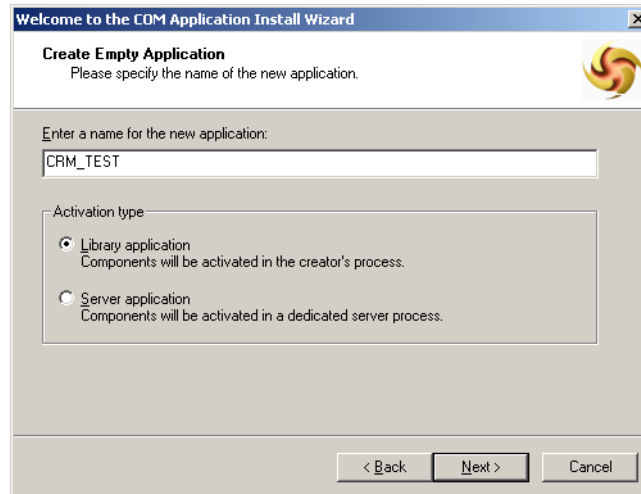 Welcome to the COM Application Install Wizard
Create Empty Application
Please specify the name of the new application.
Enter a name for the new application:
CRM_TEST
Activation type
Library application
Components will be activated in the creator's process.
Server application
Components will be activated in a dedicated server process.
< Back Next > Cancel